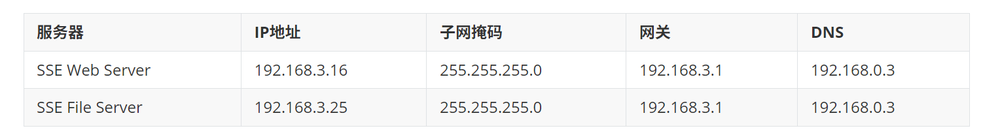 服务器 IP地址 子网掩码 网关 DNS
SSE Web Server 192.168.3.16 255.255.255.0 192.168.3.1 192.168.0.3
SSE File Server 192.168.3.25 255.255.255.0 192.168.3.1 192.168.0.3